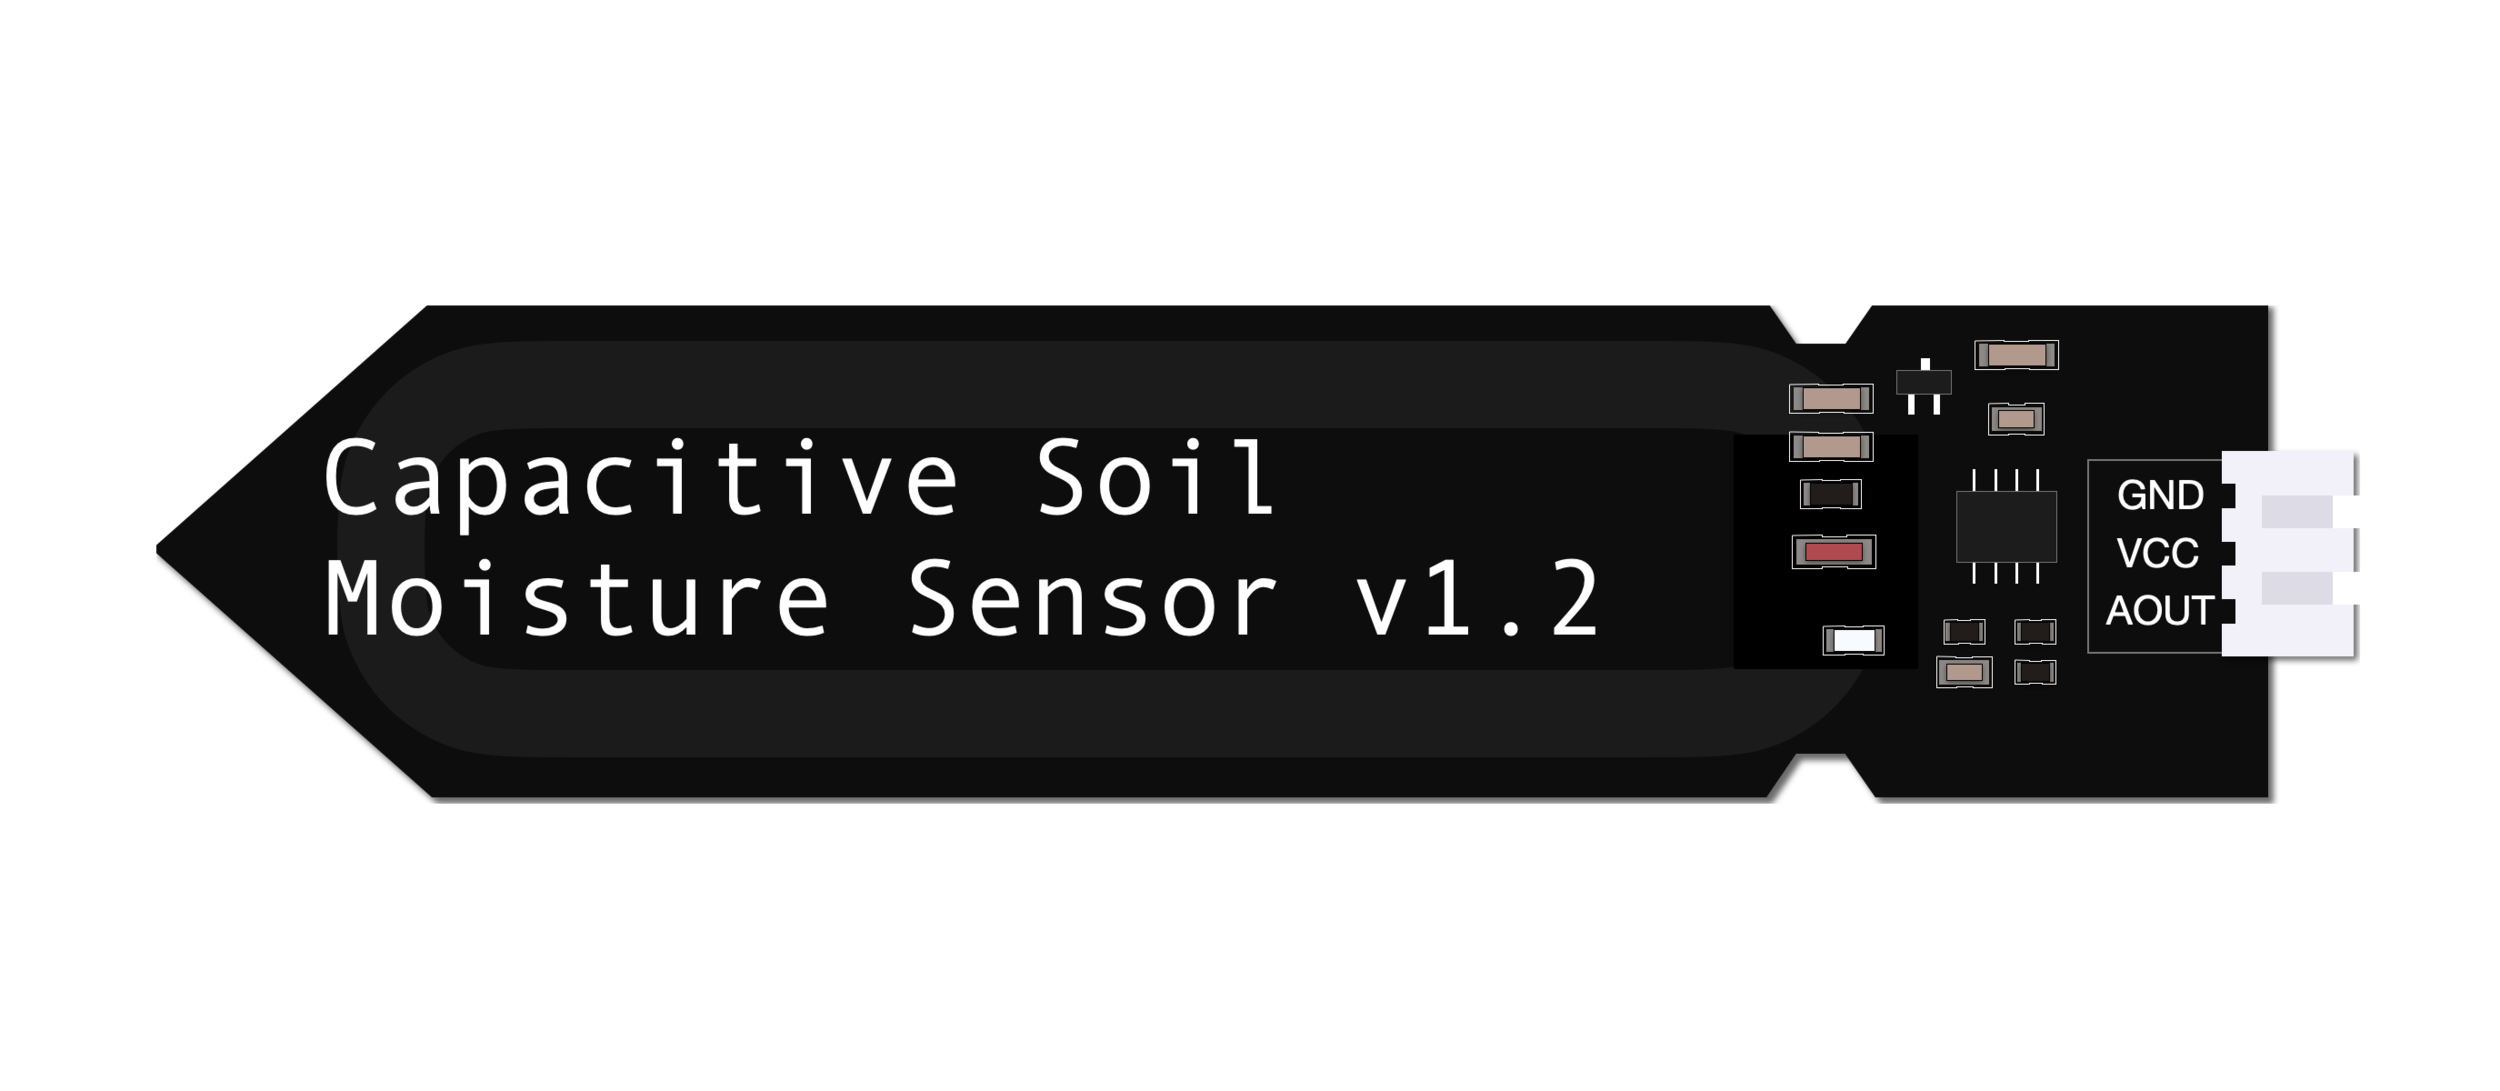 Capacitive Soil
Moisture Sensor v1.2
GND
VCC
AOUT